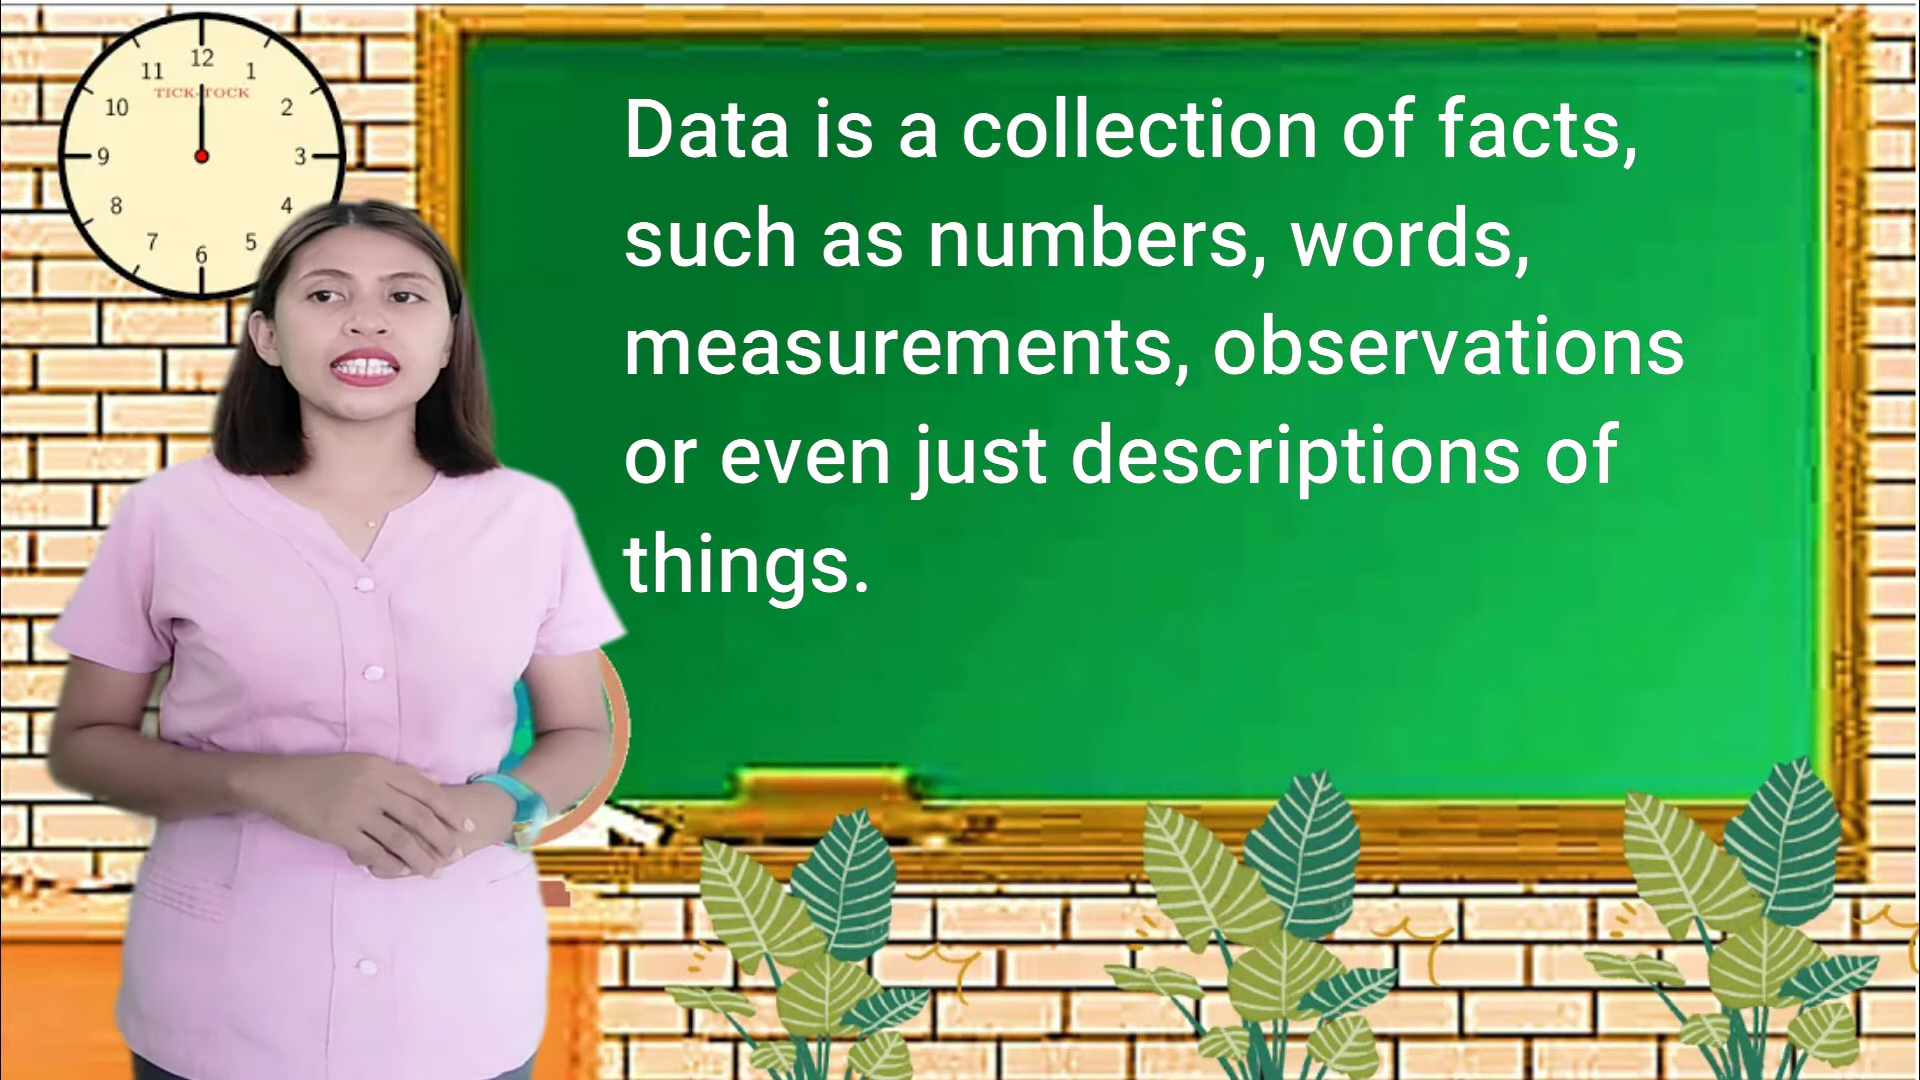 12
11
1
TICK-TOCK
10
2
9
3
8
4
7
5
6
Data is a collection of facts,
such as numbers, words,
measurements, observations
or even just descriptions of
things.